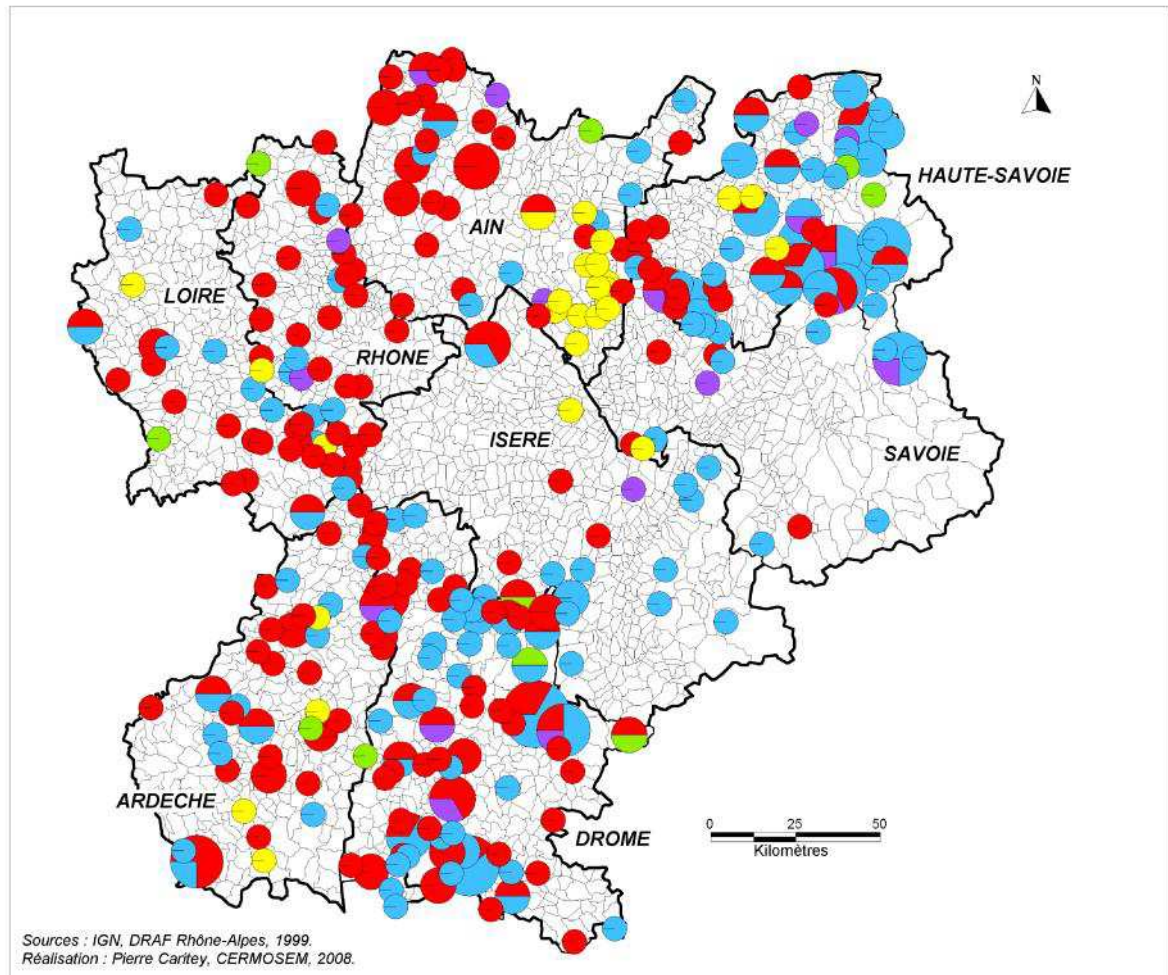 N
HAUTE-SAVOIE
AIN
LOIRE
RHONE
ISERE
SAVOIE
ARDECHE
DROME
0 25 50
Kilomètres
Sources : IGN, DRAF Rhône-Alpes, 1999.
Réalisation : Pierre Caritey, CERMOSEM, 2008.